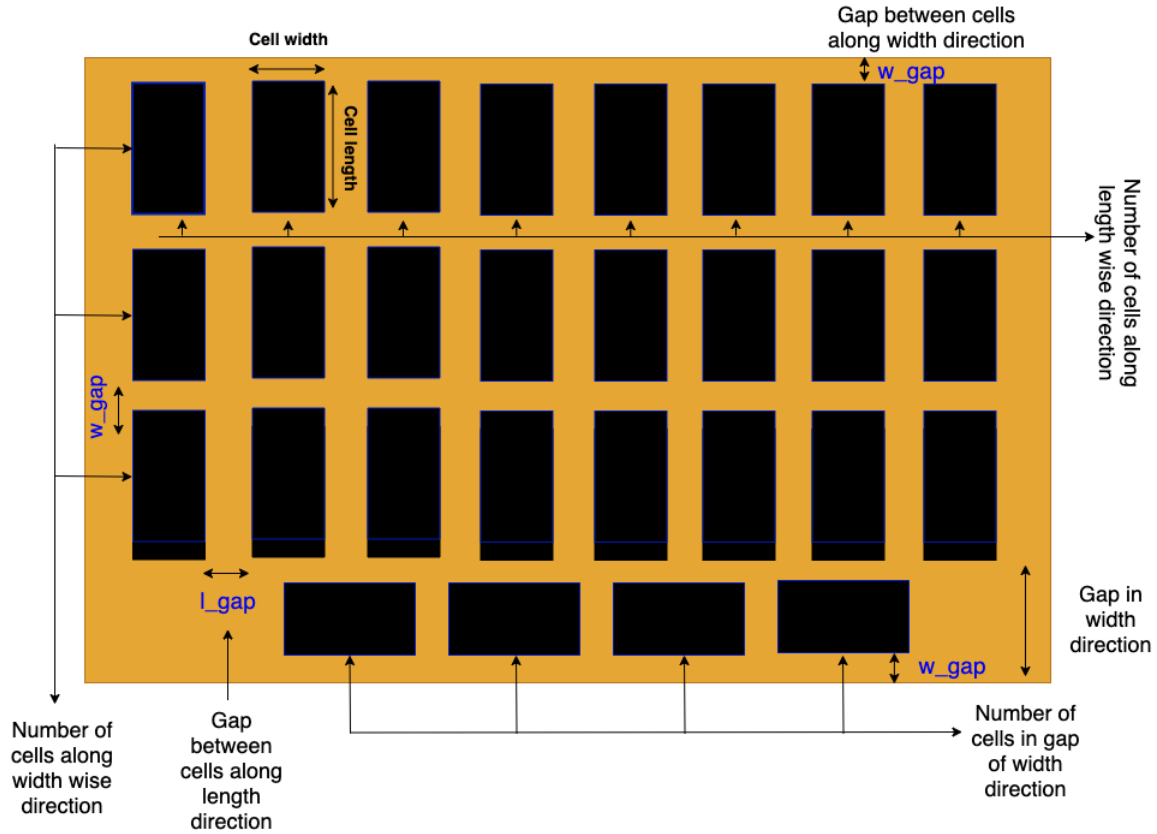 Gap between cells
along width direction
w_gap
Cell width
Cell length
Number of cells along
length wise direction
w_gap
l_gap
Gap in
width
direction
w_gap
Number of
cells along
width wise
direction
Gap
between
cells along
length
direction
Number of
cells in gap
of width
direction